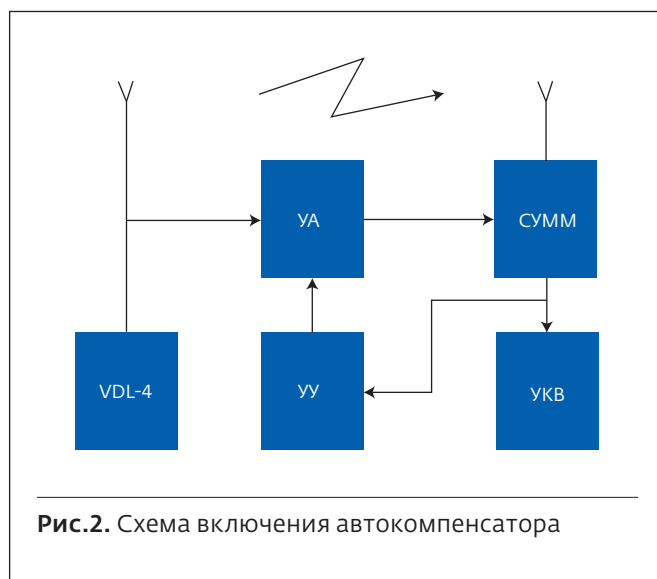 УА
СУММ
VDL-4
УУ
УКВ
Рис.2. Схема включения автокомпенсатора